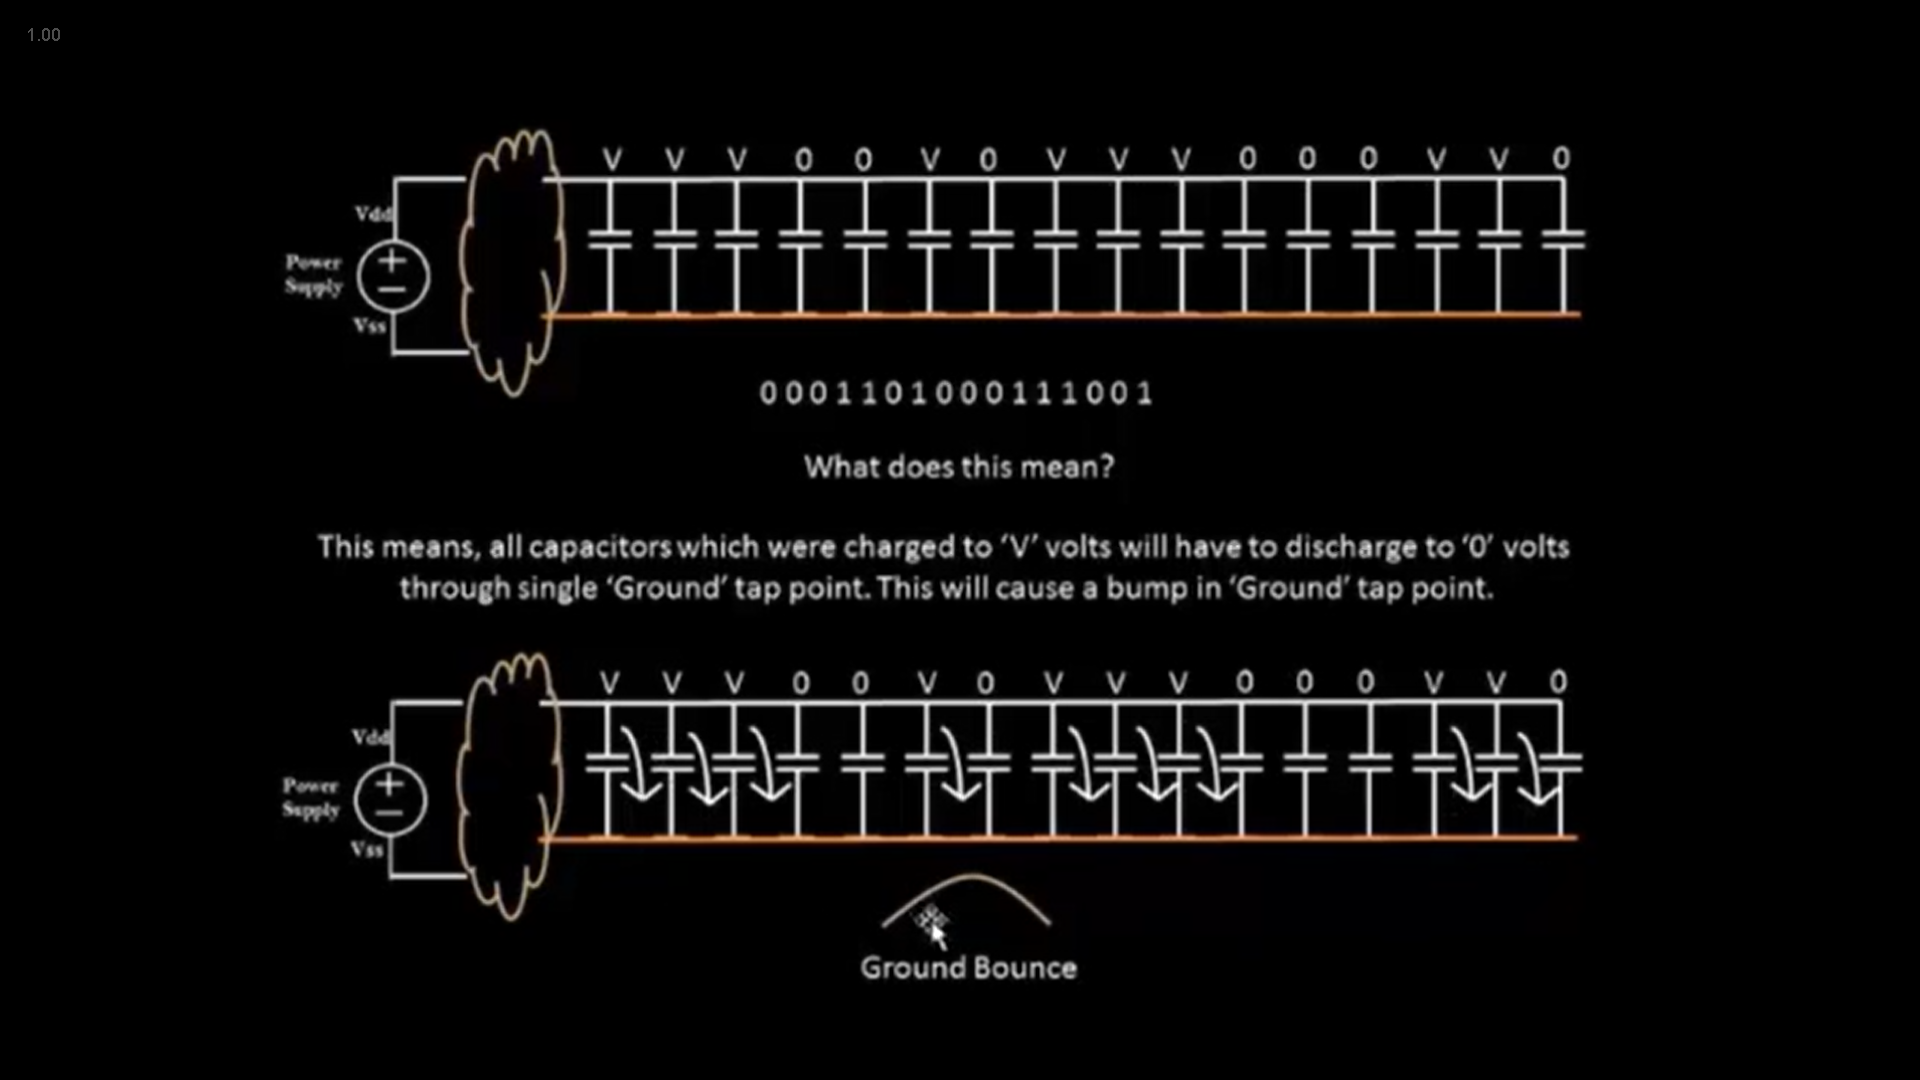 1.00
V V V 0 0 V 0 V V V 0 0 0 V V 0
Vdd
Power
Supply
Vss
0001101000111001
What does this mean?
This means, all capacitors which were charged to ‘V’ volts will have to discharge to ‘0’ volts
through single ‘Ground’ tap point. This will cause a bump in ‘Ground’ tap point.
V V V 0 0 V 0 V V V 0 0 0 V V 0
Vdd
Power
Supply
Vss
Ground Bounce